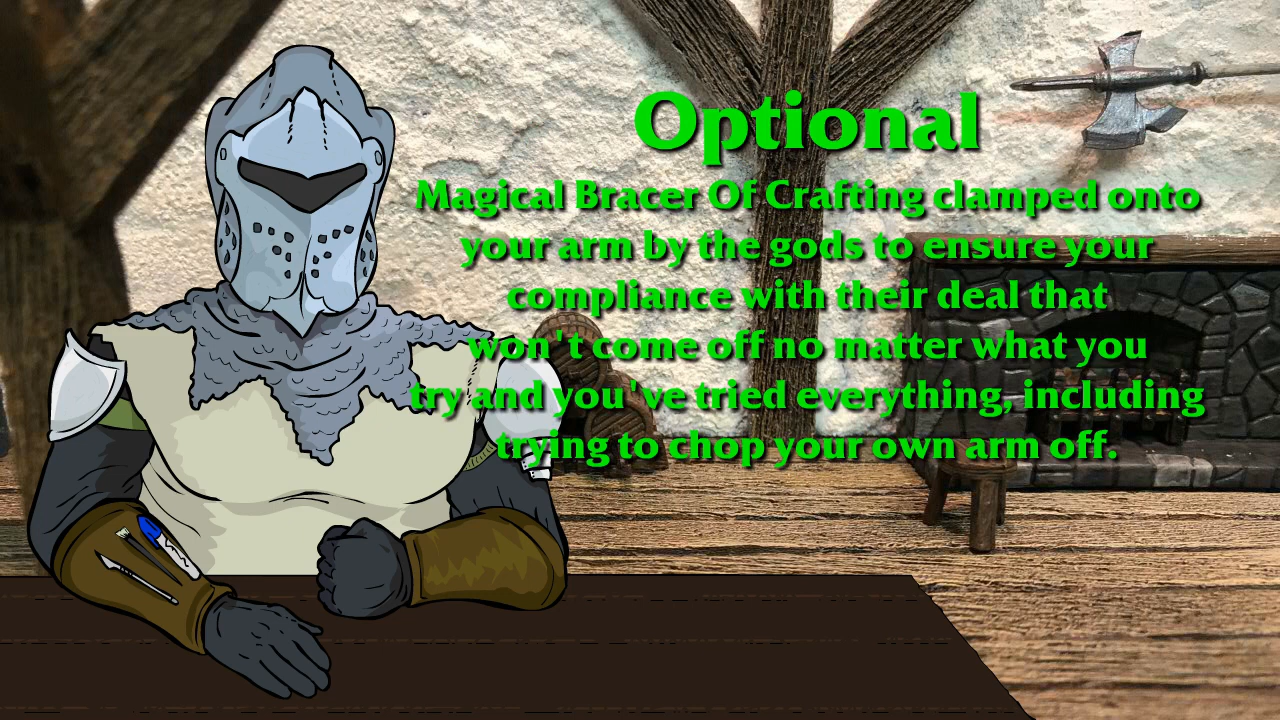 Optional
Magical Bracer Of Crafting clamped onto
your arm by the gods to ensure your
compliance with their deal that
won't come off no matter what you
try and you've tried everything, including
trying to chop your own arm off.